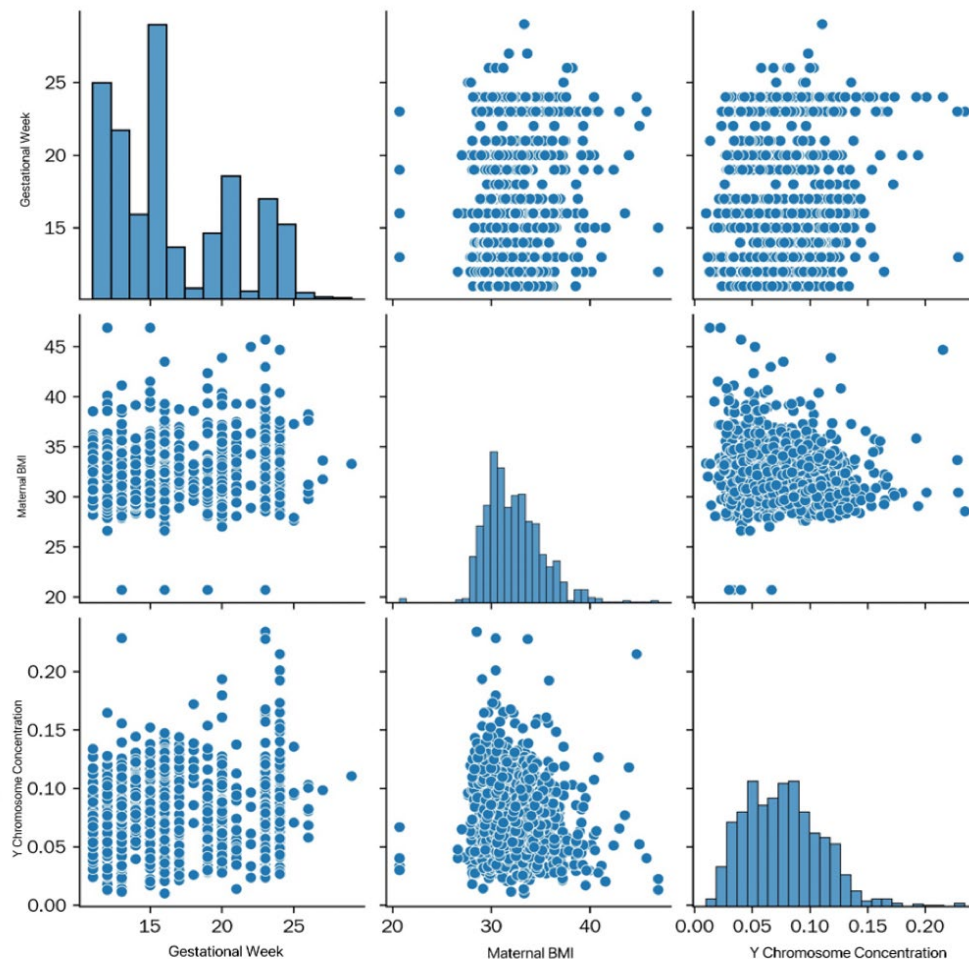 Gestational Week
25
20
15
Maternal BMI
45
40
35
30
25
20
Y Chromosome Concentration
0.20
0.15
0.10
0.05
0.00
15 20 25
20 30 40
0.00 0.05 0.10 0.15 0.20
Gestational Week
Maternal BMI
Y Chromosome Concentration